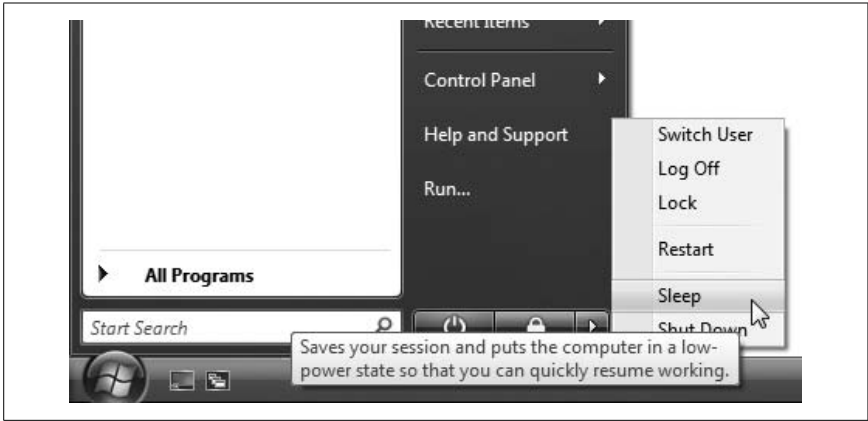 Recent Items
Control Panel
Help and Support
Run...
All Programs
Start Search
Switch User
Log Off
Lock
Restart
Sleep
Shut Down
Saves your session and puts the computer in a low-
power state so that you can quickly resume working.